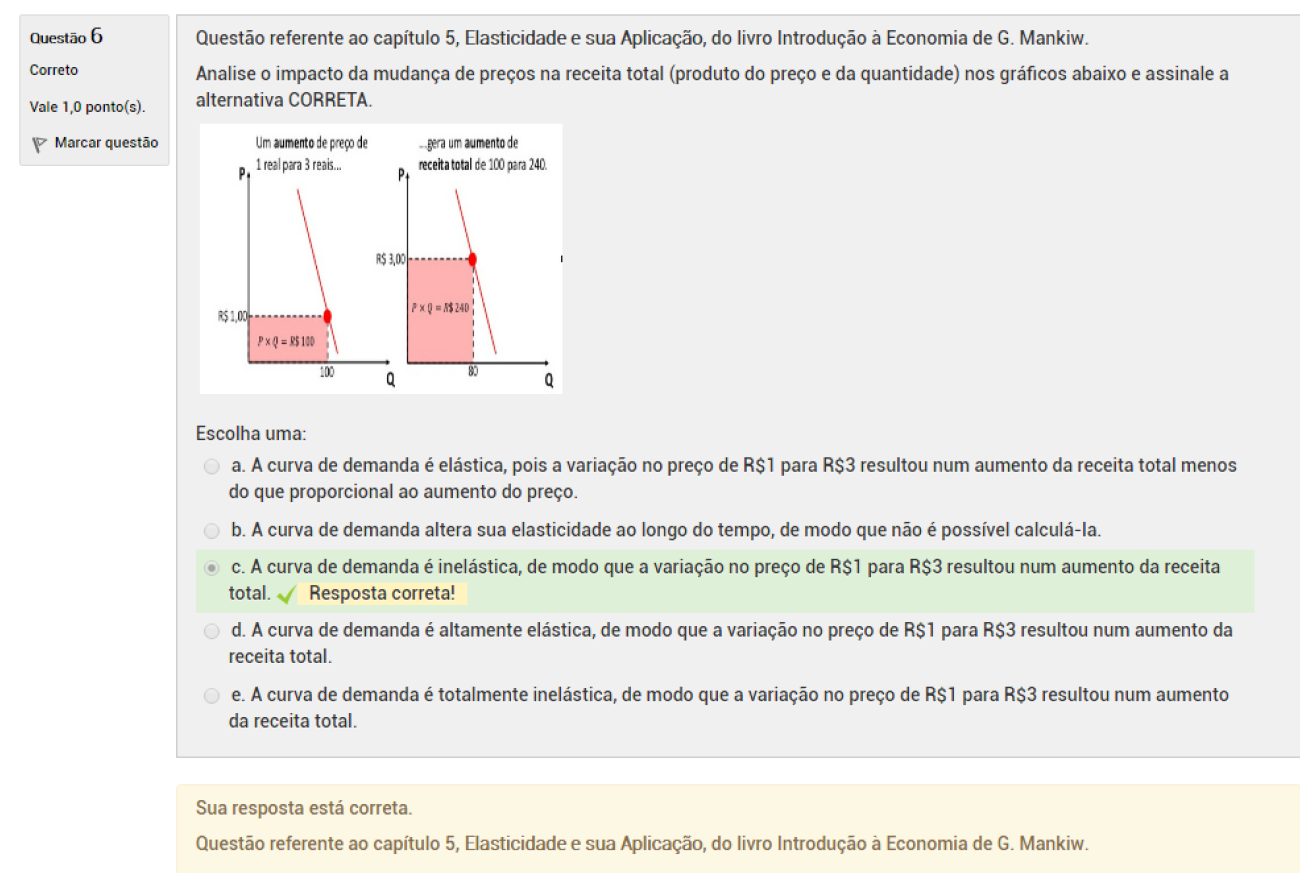 Questão 6
Correto
Vale 1,0 ponto(s).
Marcar questão
Questão referente ao capítulo 5, Elasticidade e sua Aplicação, do livro Introdução à Economia de G. Mankiw.
Analise o impacto da mudança de preços na receita total (produto do preço e da quantidade) nos gráficos abaixo e assinale a
alternativa CORRETA.
Um aumento de preço de
1 real para 3 reais...
P
R$ 1,00
P × Q = R$ 100
100
Q
...gera um aumento de
receita total de 100 para 240.
P
R$ 3,00
P × Q = R$ 240
80
Q
Escolha uma:
a. A curva de demanda é elástica, pois a variação no preço de R$1 para R$3 resultou num aumento da receita total menos
do que proporcional ao aumento do preço.
b. A curva de demanda altera sua elasticidade ao longo do tempo, de modo que não é possível calculá-la.
c. A curva de demanda é inelástica, de modo que a variação no preço de R$1 para R$3 resultou num aumento da receita
total. Resposta correta!
d. A curva de demanda é altamente elástica, de modo que a variação no preço de R$1 para R$3 resultou num aumento da
receita total.
e. A curva de demanda é totalmente inelástica, de modo que a variação no preço de R$1 para R$3 resultou num aumento
da receita total.
Sua resposta está correta.
Questão referente ao capítulo 5, Elasticidade e sua Aplicação, do livro Introdução à Economia de G. Mankiw.